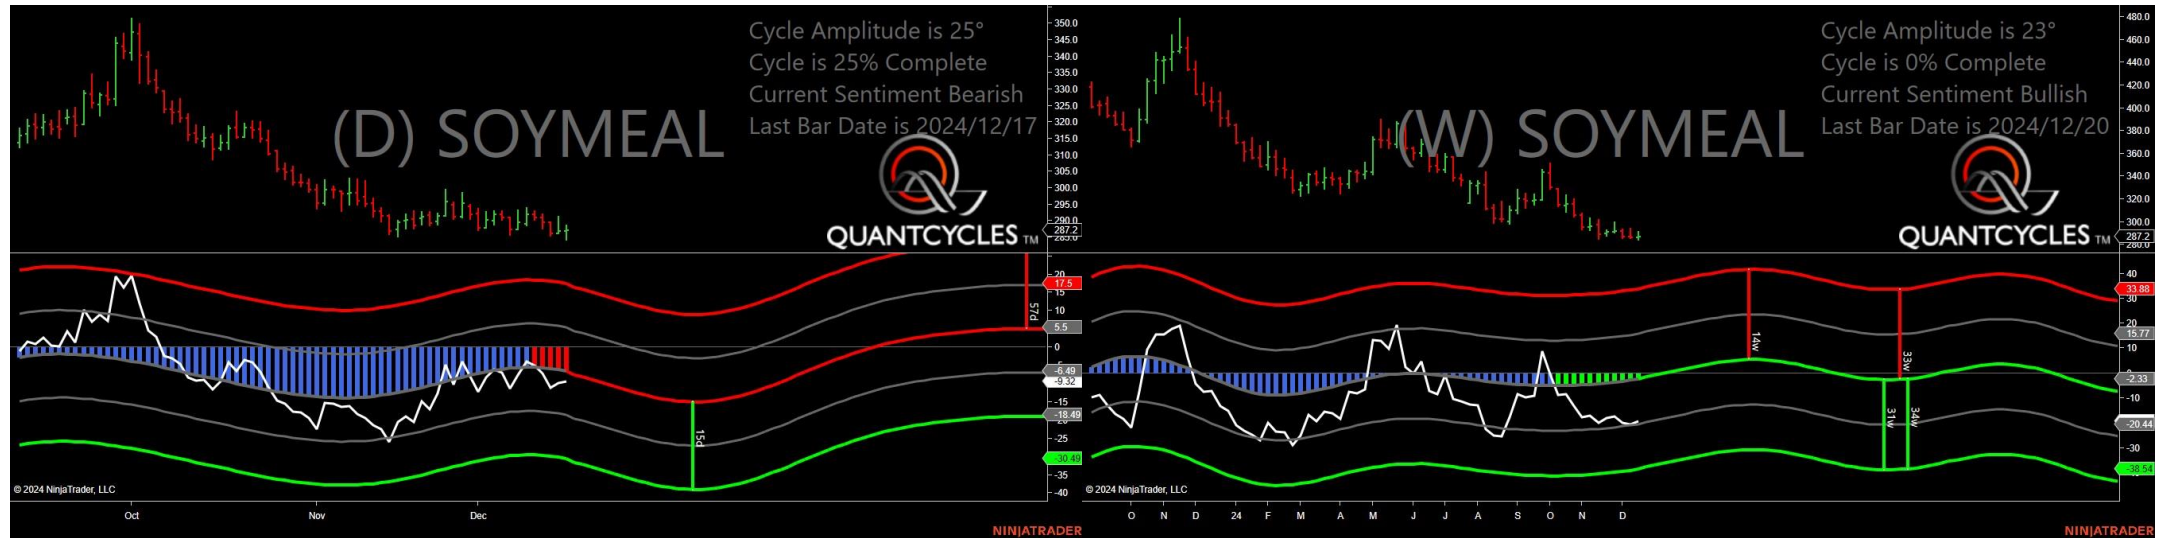 Cycle Amplitude is 25°
Cycle is 25% Complete
Current Sentiment Bearish
Last Bar Date is 2024/12/17
(D) SOYMEAL
QUANTCYCLES TM
350.0
345.0
340.0
335.0
330.0
325.0
320.0
315.0
310.0
305.0
300.0
295.0
290.0
287.2
285.0
20
17.5
15
10
5.5
0
-6.49
-9.32
-15
-18.49
-25
-30.49
-35
-40
57d
15d
© 2024 NinjaTrader, LLC
Oct Nov Dec
NINJATRADER
Cycle Amplitude is 23°
Cycle is 0% Complete
Current Sentiment Bullish
Last Bar Date is 2024/12/20
(W) SOYMEAL
QUANTCYCLES TM
480.0
460.0
440.0
420.0
400.0
380.0
360.0
340.0
320.0
300.0
287.2
280.0
40
33.88
30
20
15.77
10
-2.33
-10
-20.44
-30
-38.54
14w
33w
31w
34w
© 2024 NinjaTrader, LLC
O N D 24 F M A M J J A S O N D
NINJATRADER